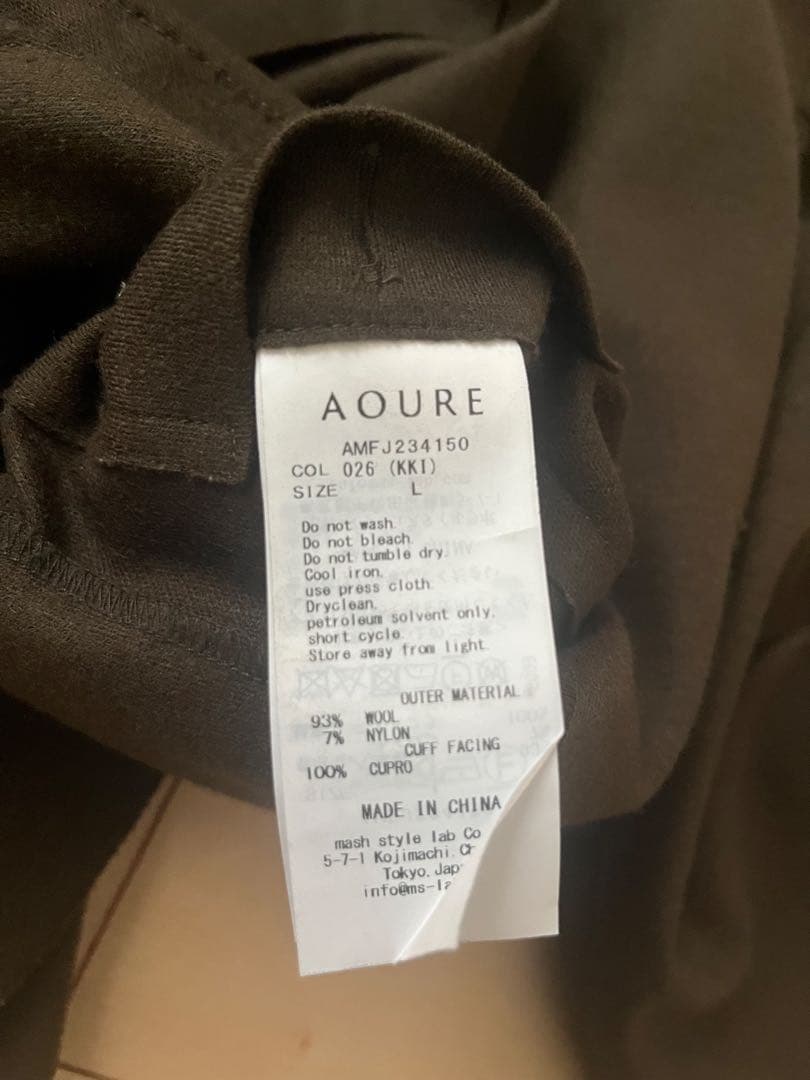 AOURE
AMFJ234150
COL 026 (KKI)
SIZE L
Do not wash.
Do not bleach.
Do not tumble dry.
Cool iron.
use press cloth.
Dryclean.
petroleum solvent only.
short cycle.
Store away from light.
OUTER MATERIAL
93% WOOL
7% NYLON
CUFF FACING
100% CUPRO
MADE IN CHINA
mash style lab Co
5-7-1 Kojimachi.
Tokyo.